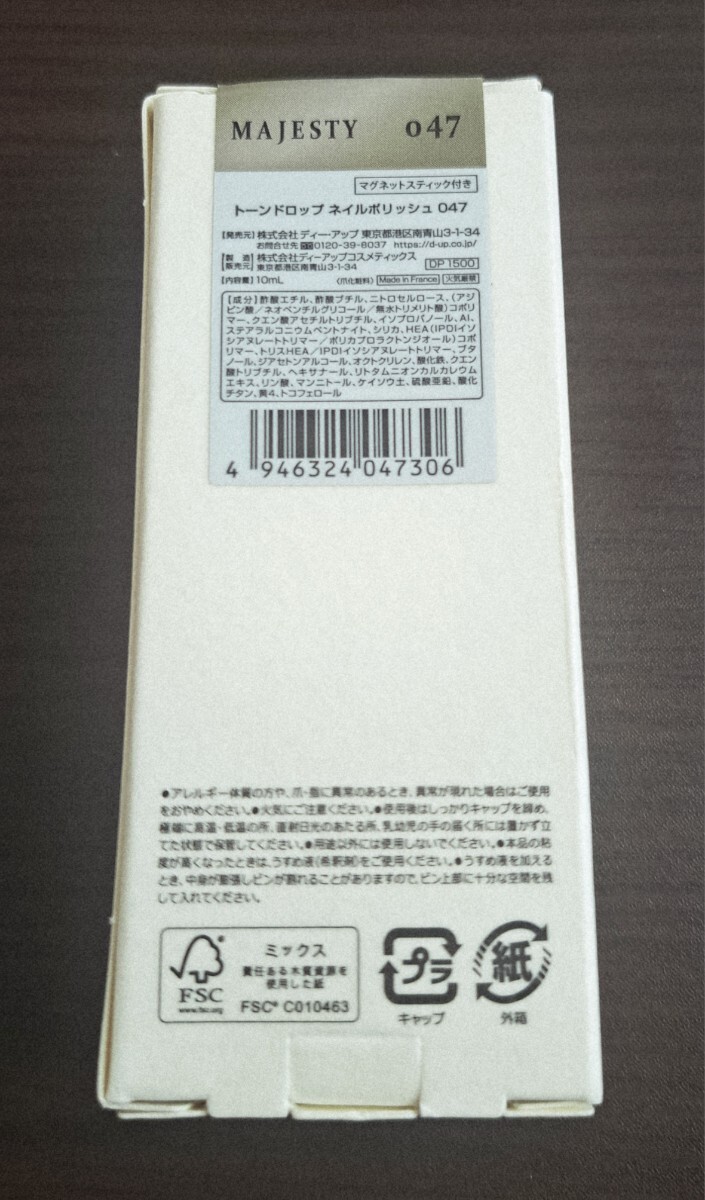 MAJESTY 047
マグネットスティック付き
トーンドロップ ネイルポリッシュ 047
【発売元】株式会社 ディー・アップ 東京都港区南青山3-1-34
お問合せ先 0120-39-8037 https://d-up.co.jp/
【製造販売元】株式会社ディーアップコスメティックス
東京都港区南青山3-1-34 DP 1500
【内容量】10mL (爪化粧料) Made in France 火気厳禁
【成分】酢酸エチル、酢酸ブチル、ニトロセルロース、(アジ
ピン酸/ネオペンチルグリコール/無水トリメリト酸)コポリ
マー、クエン酸アセチルトリブチル、イソプロパノール、Al、
ステアラルコニウムベントナイト、シリカ、HEA(IPDIイソ
シアヌレートトリマー/ポリカプロラクトンジオール)コポ
リマー、トリスHEA/IPDIイソシアヌレートトリマー、ブタ
ノール、ジアセトンアルコール、オクトクリレン、酸化鉄、クエン
酸トリブチル、ヘキサナール、リトタムニオンカルカレウム
エキス、リン酸、マンニトール、ケイソウ土、硫酸亜鉛、酸化
チタン、黄4、トコフェロール
4 946324 047306
●アレルギー体質の方や、爪・指に異常のあるとき、異常が現れた場合はご使用
をおやめください。●火気にご注意ください。●使用後はしっかりキャップを締め、
極端に高温・低温の所、直射日光のあたる所、乳幼児の手の届く所には置かず立
てた状態で保管してください。●用途以外には使用しないでください。●本品の粘
度が高くなったときは、うすめ液(希釈剤)をご使用ください。●うすめ液を加える
とき、中身が膨張しビンが割れることがありますので、ビン上部に十分な空間を残
して入れてください。
FSC®
www.fsc.org
ミックス
責任ある木質資源を
使用した紙
FSC® C010463
プラ
キャップ
紙
外箱